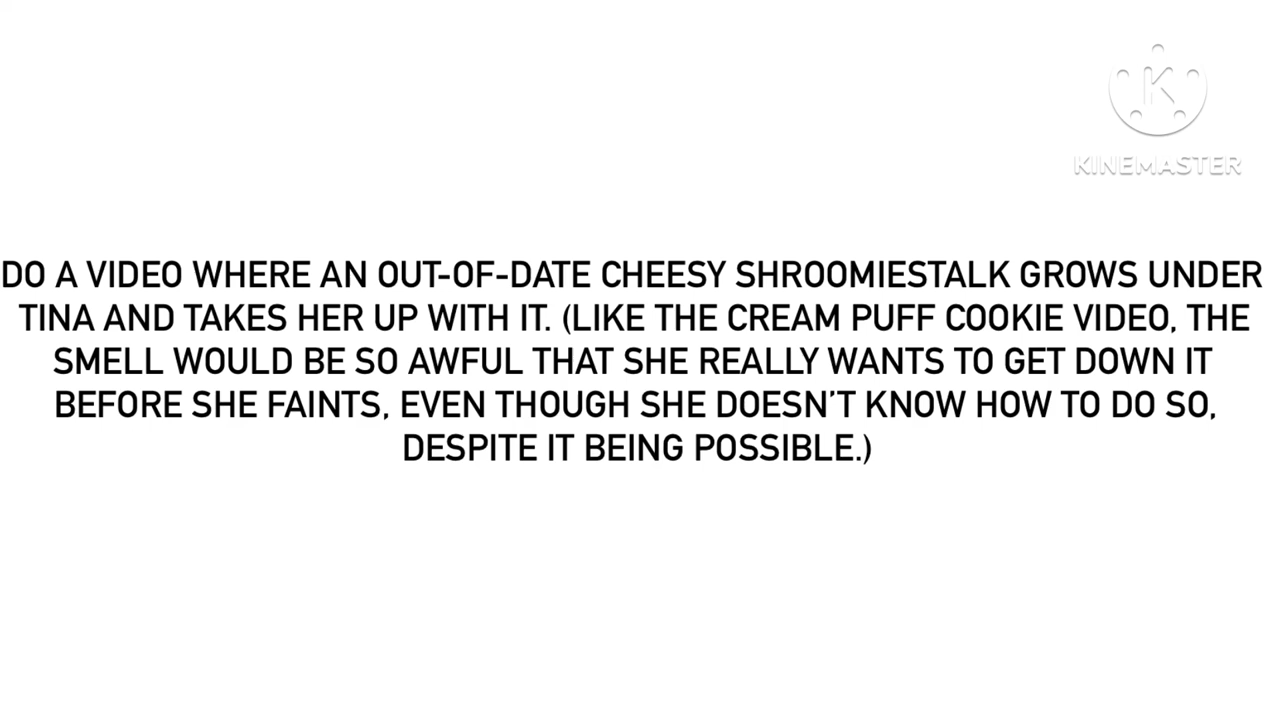 KINEMASTER
DO A VIDEO WHERE AN OUT-OF-DATE CHEESY SHROOMIESTALK GROWS UNDER
TINA AND TAKES HER UP WITH IT. (LIKE THE CREAM PUFF COOKIE VIDEO, THE
SMELL WOULD BE SO AWFUL THAT SHE REALLY WANTS TO GET DOWN IT
BEFORE SHE FAINTS, EVEN THOUGH SHE DOESN'T KNOW HOW TO DO SO,
DESPITE IT BEING POSSIBLE.)